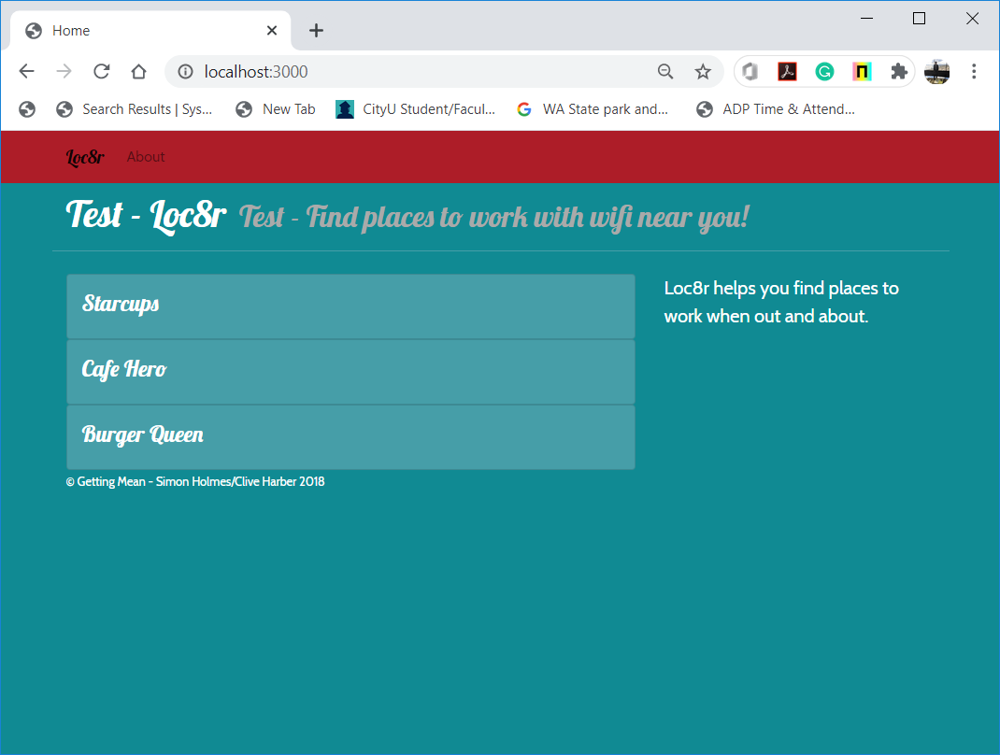 Home
localhost:3000
Search Results | Sys... New Tab CityU Student/Facul... WA State park and... ADP Time & Attend...
Loc8r About
Test - Loc8r Test - Find places to work with wifi near you!
Starcups
Cafe Hero
Burger Queen
Loc8r helps you find places to
work when out and about.
© Getting Mean - Simon Holmes/Clive Harber 2018